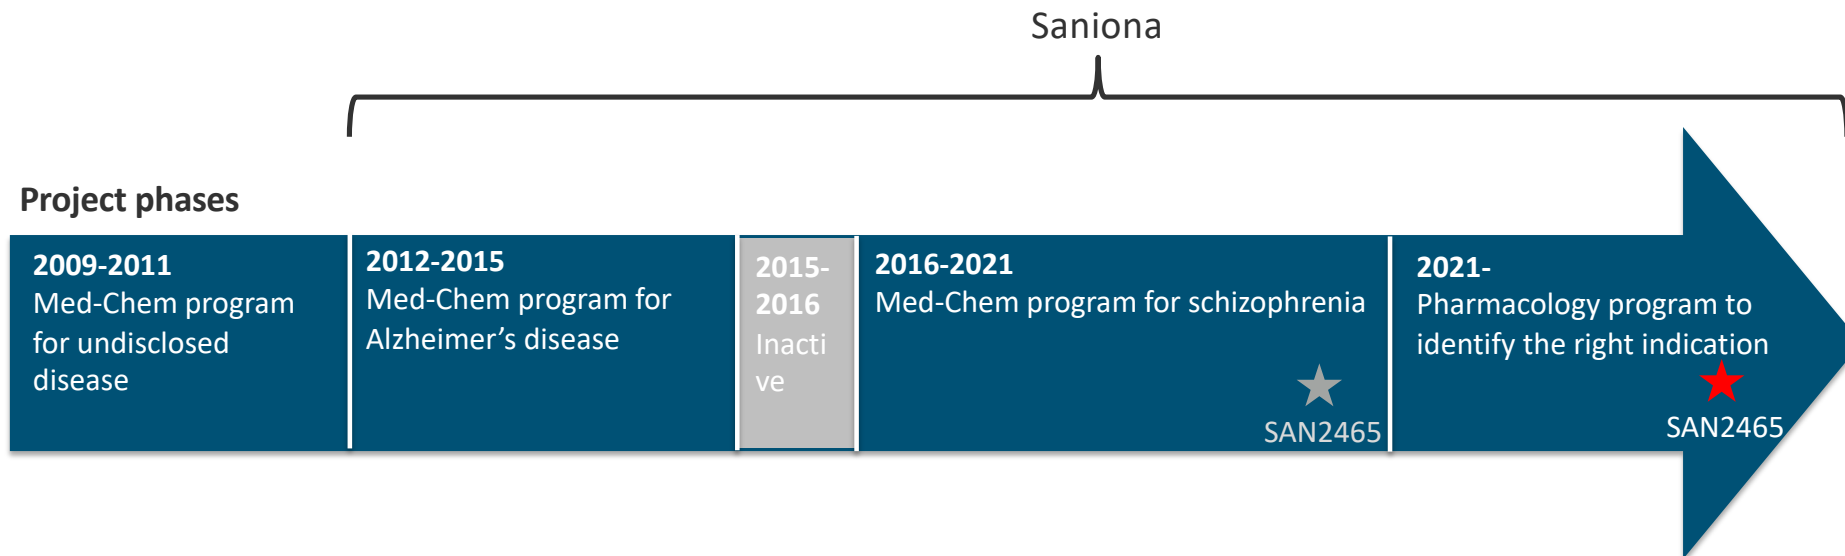 Saniona
Project phases
2009-2011
Med-Chem program
for undisclosed
disease
2012-2015
Med-Chem program for
Alzheimer’s disease
2015-
2016
Inacti
ve
2016-2021
Med-Chem program for schizophrenia
SAN2465
2021-
Pharmacology program to
identify the right indication
SAN2465